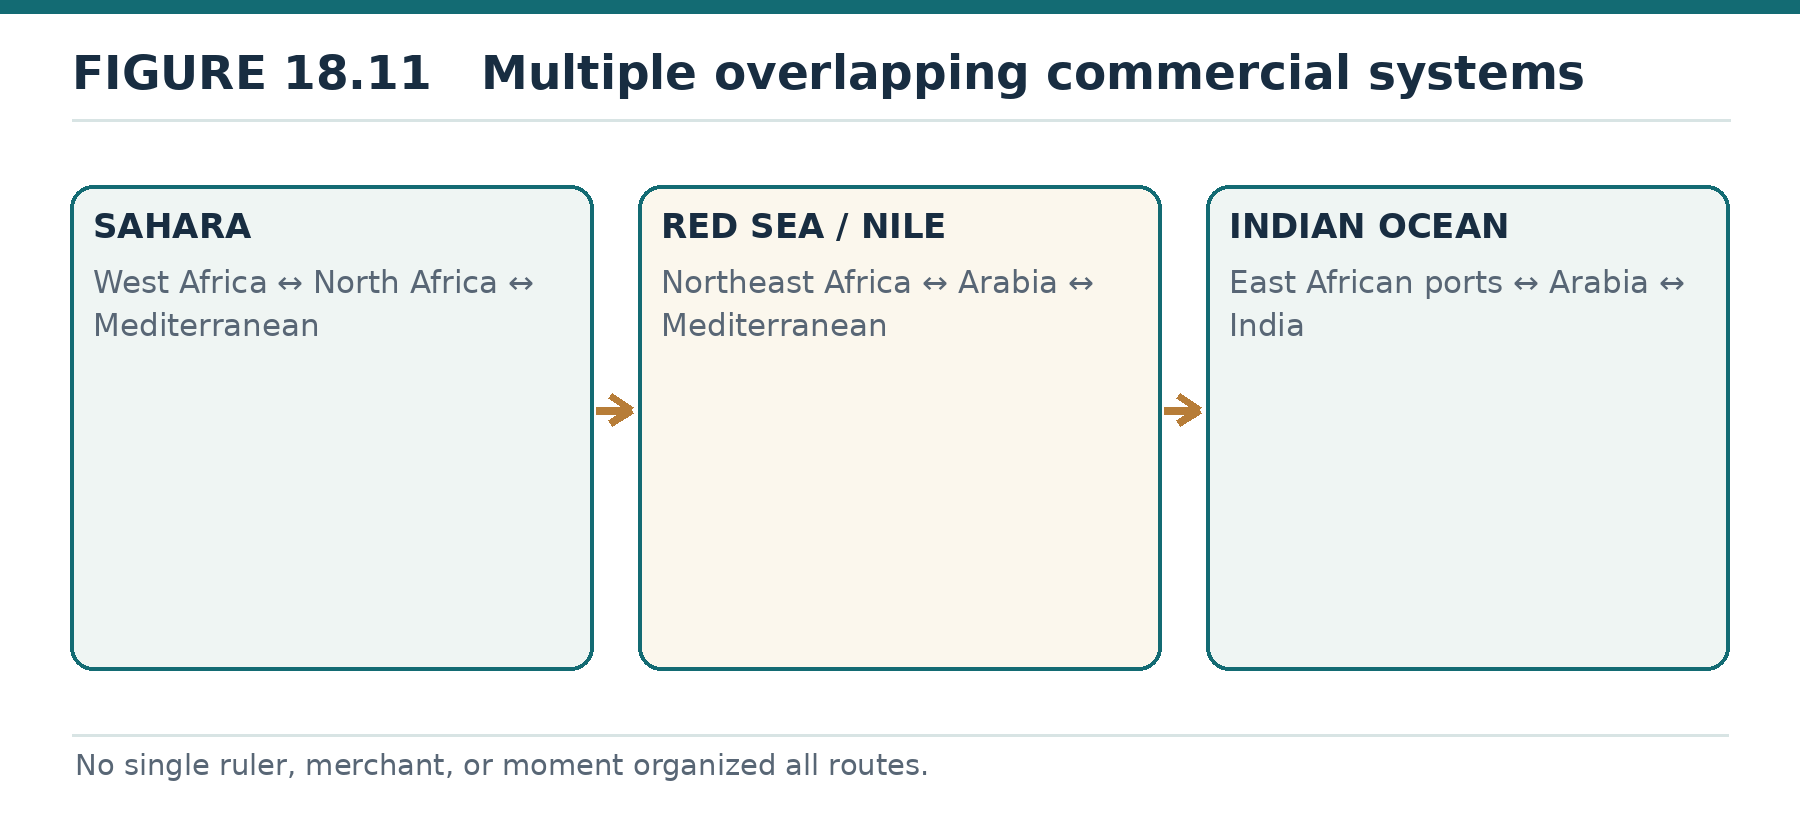 FIGURE 18.11 Multiple overlapping commercial systems
SAHARA
West Africa ↔ North Africa ↔
Mediterranean
RED SEA / NILE
Northeast Africa ↔ Arabia ↔
Mediterranean
INDIAN OCEAN
East African ports ↔ Arabia ↔
India
No single ruler, merchant, or moment organized all routes.